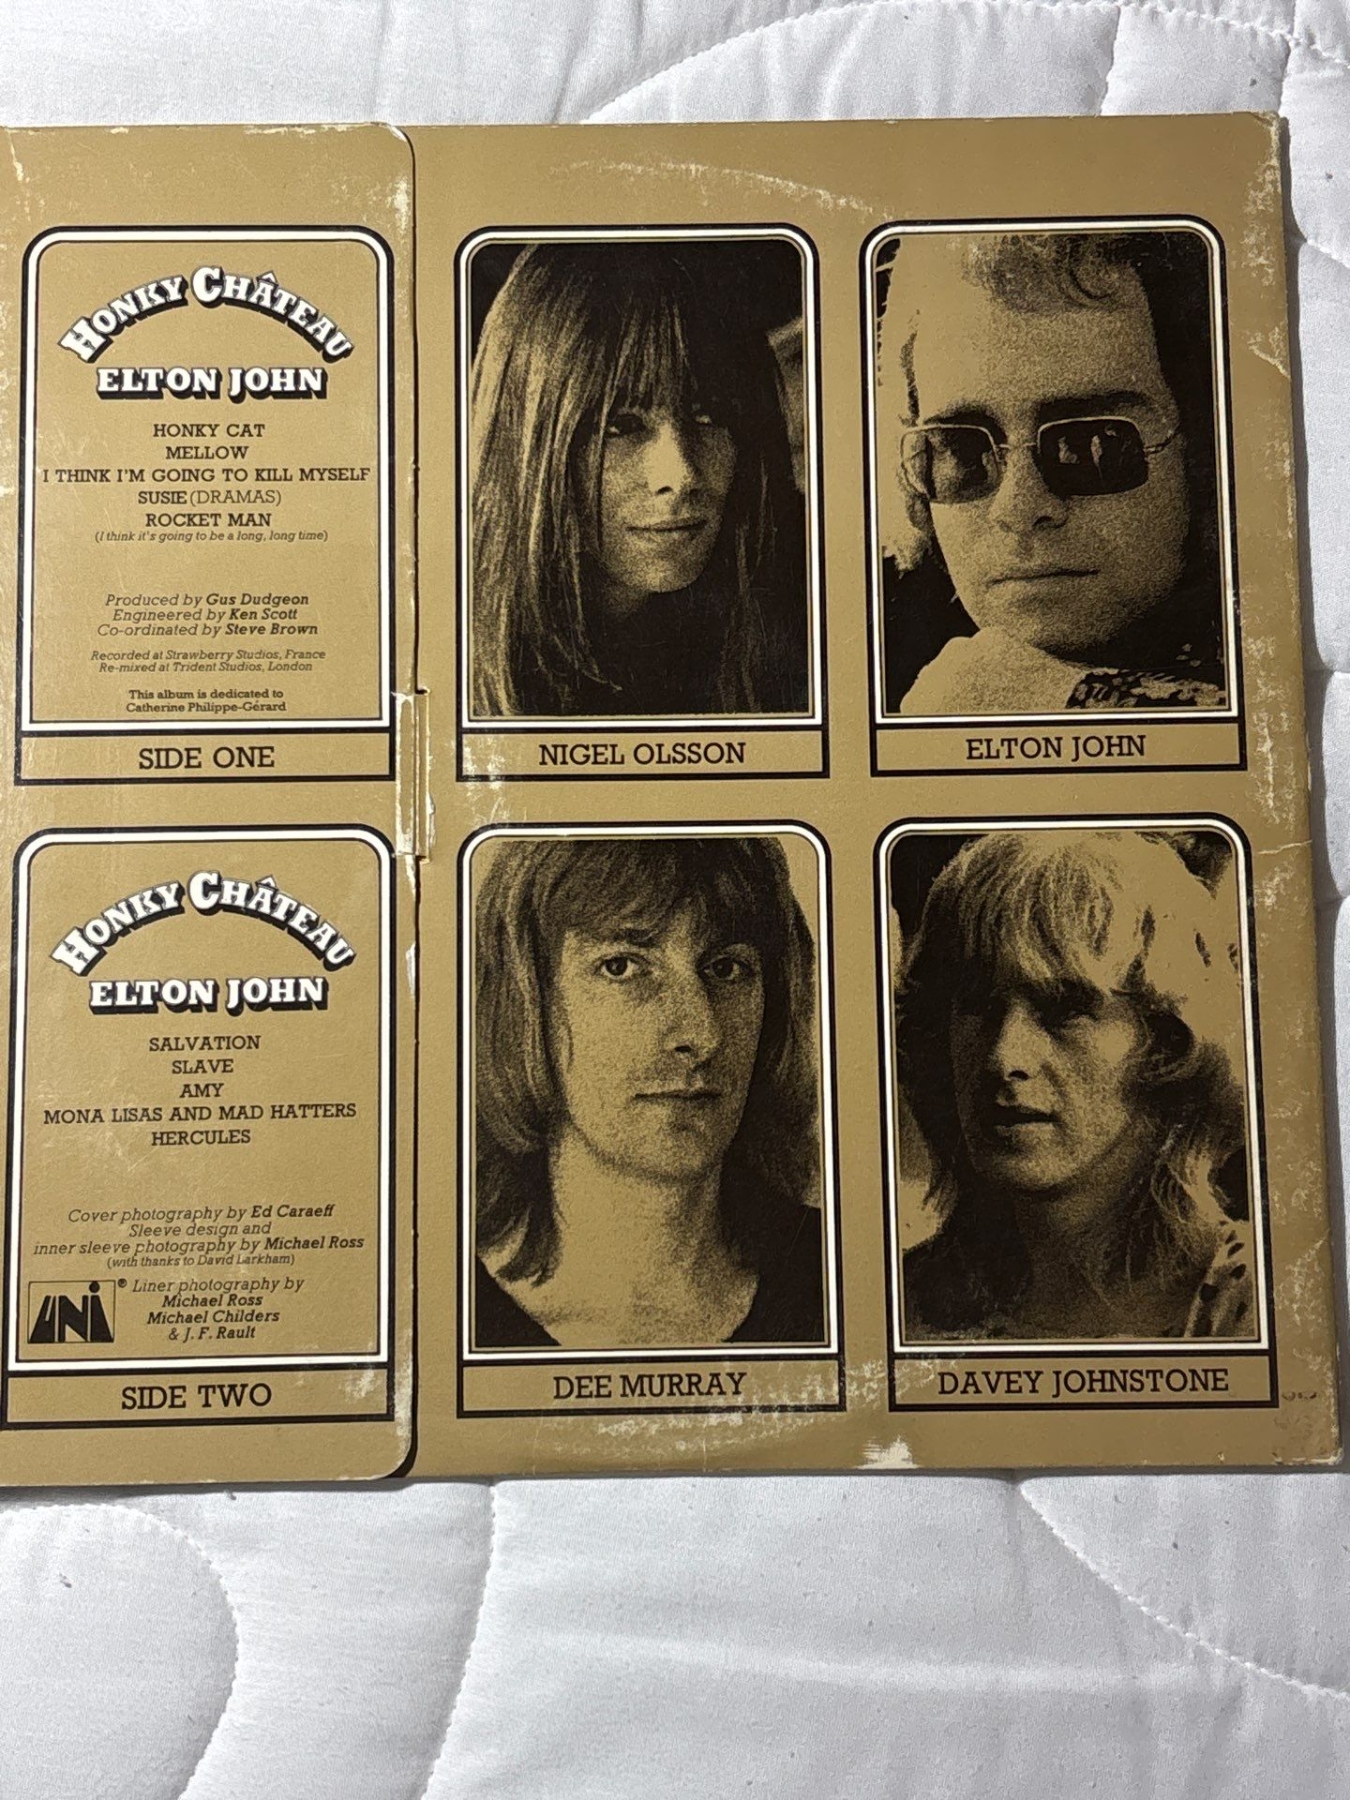 HONKY CHÂTEAU
ELTON JOHN
HONKY CAT
MELLOW
I THINK I'M GOING TO KILL MYSELF
SUSIE (DRAMAS)
ROCKET MAN
(I think it's going to be a long, long time)
Produced by Gus Dudgeon
Engineered by Ken Scott
Co-ordinated by Steve Brown
Recorded at Strawberry Studios, France
Re-mixed at Trident Studios, London
This album is dedicated to
Catherine Philippe-Gérard
SIDE ONE
NIGEL OLSSON
ELTON JOHN
HONKY CHÂTEAU
ELTON JOHN
SALVATION
SLAVE
AMY
MONA LISAS AND MAD HATTERS
HERCULES
Cover photography by Ed Caraeff
Sleeve design and
inner sleeve photography by Michael Ross
(with thanks to David Larkham)
UNI ® Liner photography by
Michael Ross
Michael Childers
& J. F. Rault
SIDE TWO
DEE MURRAY
DAVEY JOHNSTONE